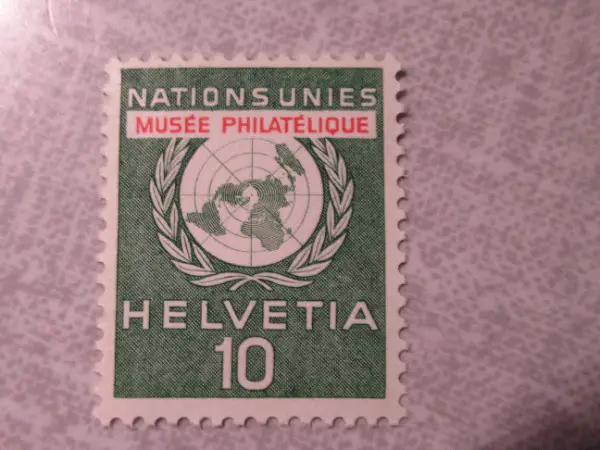 NATIONS UNIES
MUSÉE PHILATÉLIQUE
HELVETIA
10